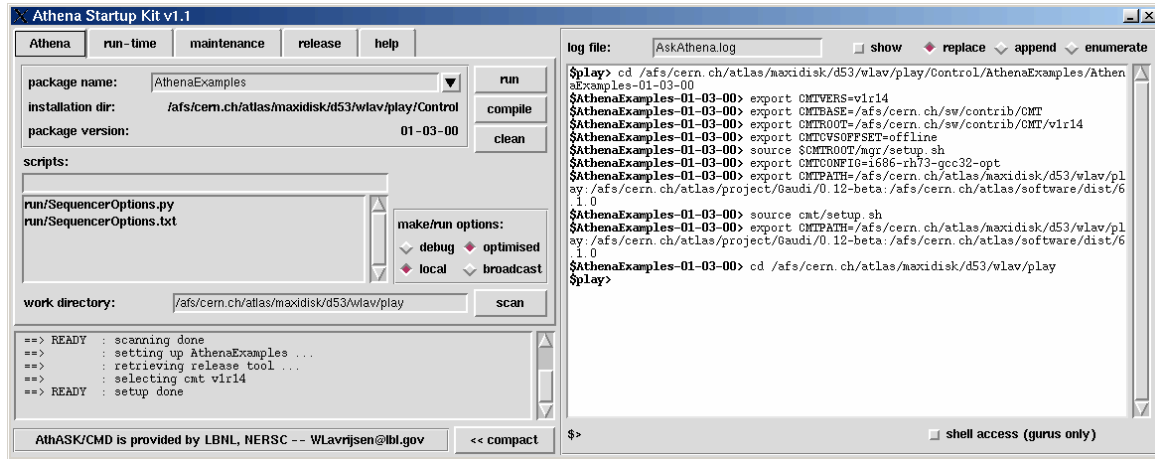 Athena Startup Kit v1.1
Athena run-time maintenance release help
package name: AthenaExamples
installation dir: /afs/cern.ch/atlas/maxidisk/d53/wlav/play/Control
package version: 01-03-00
run
compile
clean
scripts:
run/SequencerOptions.py
run/SequencerOptions.txt
make/run options:
debug optimised
local broadcast
work directory: /afs/cern.ch/atlas/maxidisk/d53/wlav/play scan
==> READY : scanning done
==> : setting up AthenaExamples ...
==> : retrieving release tool ...
==> : selecting cmt v1r14
==> READY : setup done
AthASK/CMD is provided by LBNL, NERSC -- WLavrijsen@lbl.gov << compact
log file: AskAthena.log show replace append enumerate
$play> cd /afs/cern.ch/atlas/maxidisk/d53/wlav/play/Control/AthenaExamples/Athen
aExamples-01-03-00
$AthenaExamples-01-03-00> export CMTVERS=v1r14
$AthenaExamples-01-03-00> export CMTBASE=/afs/cern.ch/sw/contrib/CMT
$AthenaExamples-01-03-00> export CMTROOT=/afs/cern.ch/sw/contrib/CMT/v1r14
$AthenaExamples-01-03-00> export CMTCVSOFFSET=offline
$AthenaExamples-01-03-00> source $CMTROOT/mgr/setup.sh
$AthenaExamples-01-03-00> export CMTCONFIG=i686-rh73-gcc32-opt
$AthenaExamples-01-03-00> export CMTPATH=/afs/cern.ch/atlas/maxidisk/d53/wlav/pl
ay:/afs/cern.ch/atlas/project/Gaudi/0.12-beta:/afs/cern.ch/atlas/software/dist/6
.1.0
$AthenaExamples-01-03-00> source cmt/setup.sh
$AthenaExamples-01-03-00> export CMTPATH=/afs/cern.ch/atlas/maxidisk/d53/wlav/pl
ay:/afs/cern.ch/atlas/project/Gaudi/0.12-beta:/afs/cern.ch/atlas/software/dist/6
.1.0
$AthenaExamples-01-03-00> cd /afs/cern.ch/atlas/maxidisk/d53/wlav/play
$play>
$> shell access (gurus only)